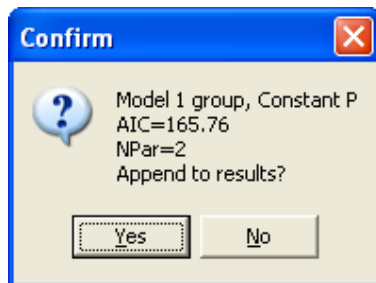 Confirm
Model 1 group, Constant P
AIC=165.76
NPar=2
Append to results?
Yes
No